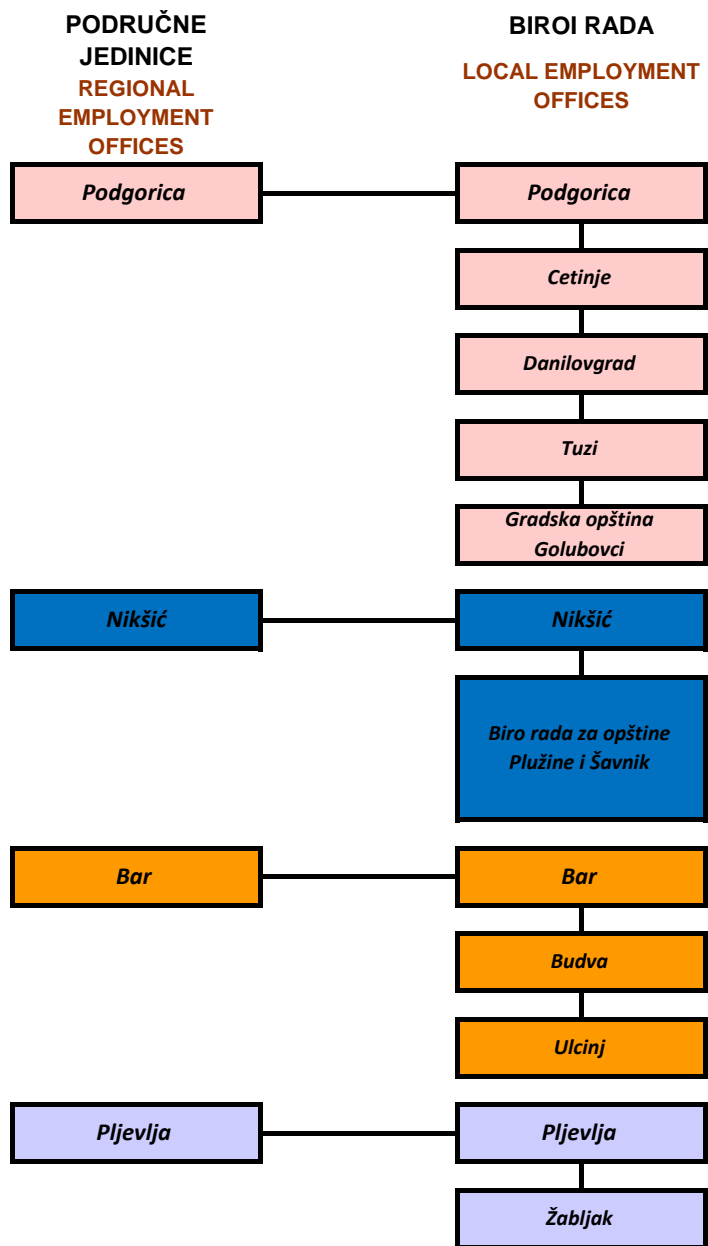 PODRUČNE
JEDINICE
REGIONAL
EMPLOYMENT
OFFICES
BIROI RADA
LOCAL EMPLOYMENT
OFFICES
Podgorica
Podgorica
Cetinje
Danilovgrad
Tuzi
Gradska opština
Golubovci
Nikšić
Nikšić
Biro rada za opštine
Plužine i Šavnik
Bar
Bar
Budva
Ulcinj
Pljevlja
Pljevlja
Žabljak